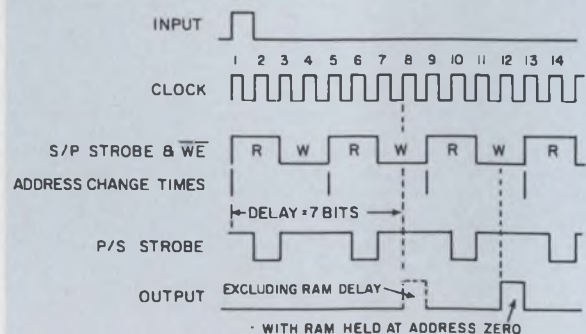 INPUT
1 2 3 4 5 6 7 8 9 10 11 12 13 14
CLOCK
S/P STROBE & WE R W R W R W R
ADDRESS CHANGE TIMES
DELAY = 7 BITS
P/S STROBE
OUTPUT EXCLUDING RAM DELAY
· WITH RAM HELD AT ADDRESS ZERO